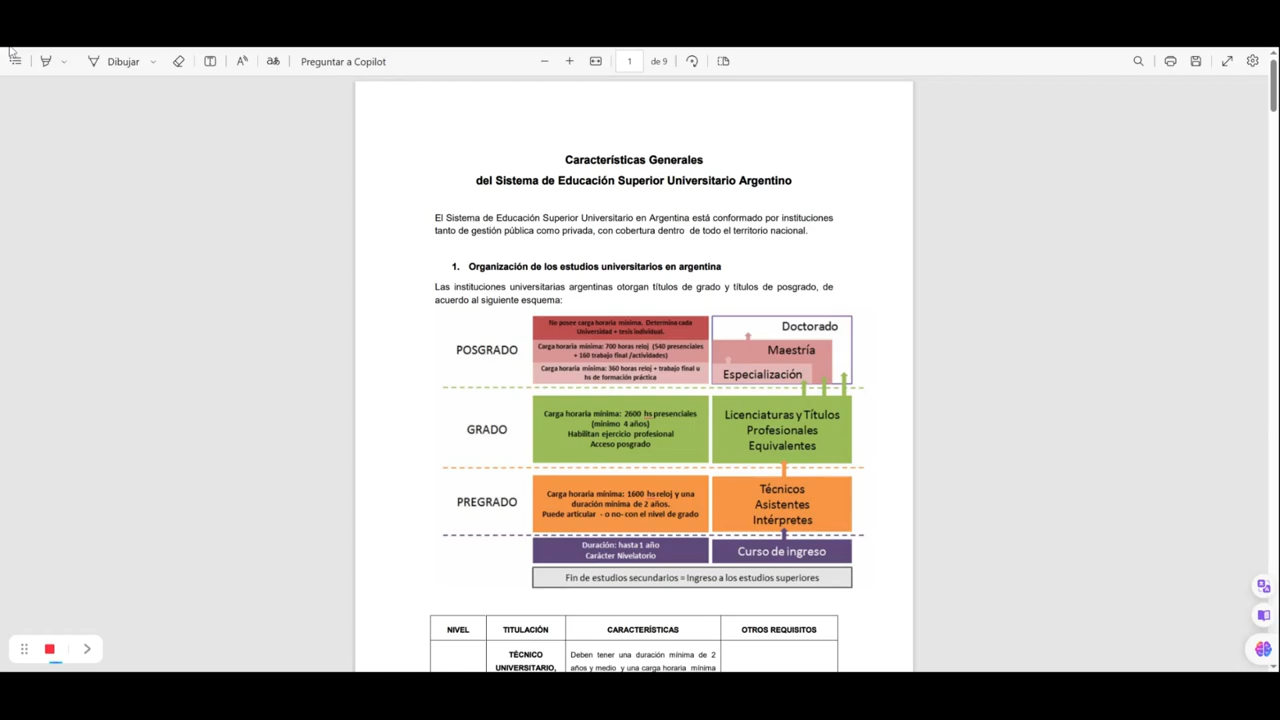 Dibujar
Preguntar a Copilot
1 de 9
Características Generales
del Sistema de Educación Superior Universitario Argentino
El Sistema de Educación Superior Universitario en Argentina está conformado por instituciones
tanto de gestión pública como privada, con cobertura dentro de todo el territorio nacional.
1. Organización de los estudios universitarios en argentina
Las instituciones universitarias argentinas otorgan títulos de grado y títulos de posgrado, de
acuerdo al siguiente esquema:
POSGRADO
No posee carga horaria mínima. Determina cada
Universidad + tesis individual.
Carga horaria mínima: 700 horas reloj (540 presenciales
+ 160 trabajo final /actividades)
Carga horaria mínima: 360 horas reloj + trabajo final u
hs de formación práctica
Doctorado
Maestría
Especialización
GRADO
Carga horaria mínima: 2600 hs presenciales
(mínimo 4 años)
Habilitan ejercicio profesional
Acceso posgrado
Licenciaturas y Títulos
Profesionales
Equivalentes
PREGRADO
Carga horaria mínima: 1600 hs reloj y una
duración mínima de 2 años.
Puede articular - o no- con el nivel de grado
Técnicos
Asistentes
Intérpretes
Duración: hasta 1 año
Carácter Nivelatorio
Curso de ingreso
Fin de estudios secundarios = Ingreso a los estudios superiores
NIVEL TITULACIÓN CARACTERÍSTICAS OTROS REQUISITOS
TÉCNICO
UNIVERSITARIO,
Deben tener una duración mínima de 2
años y medio y una carga horaria mínima